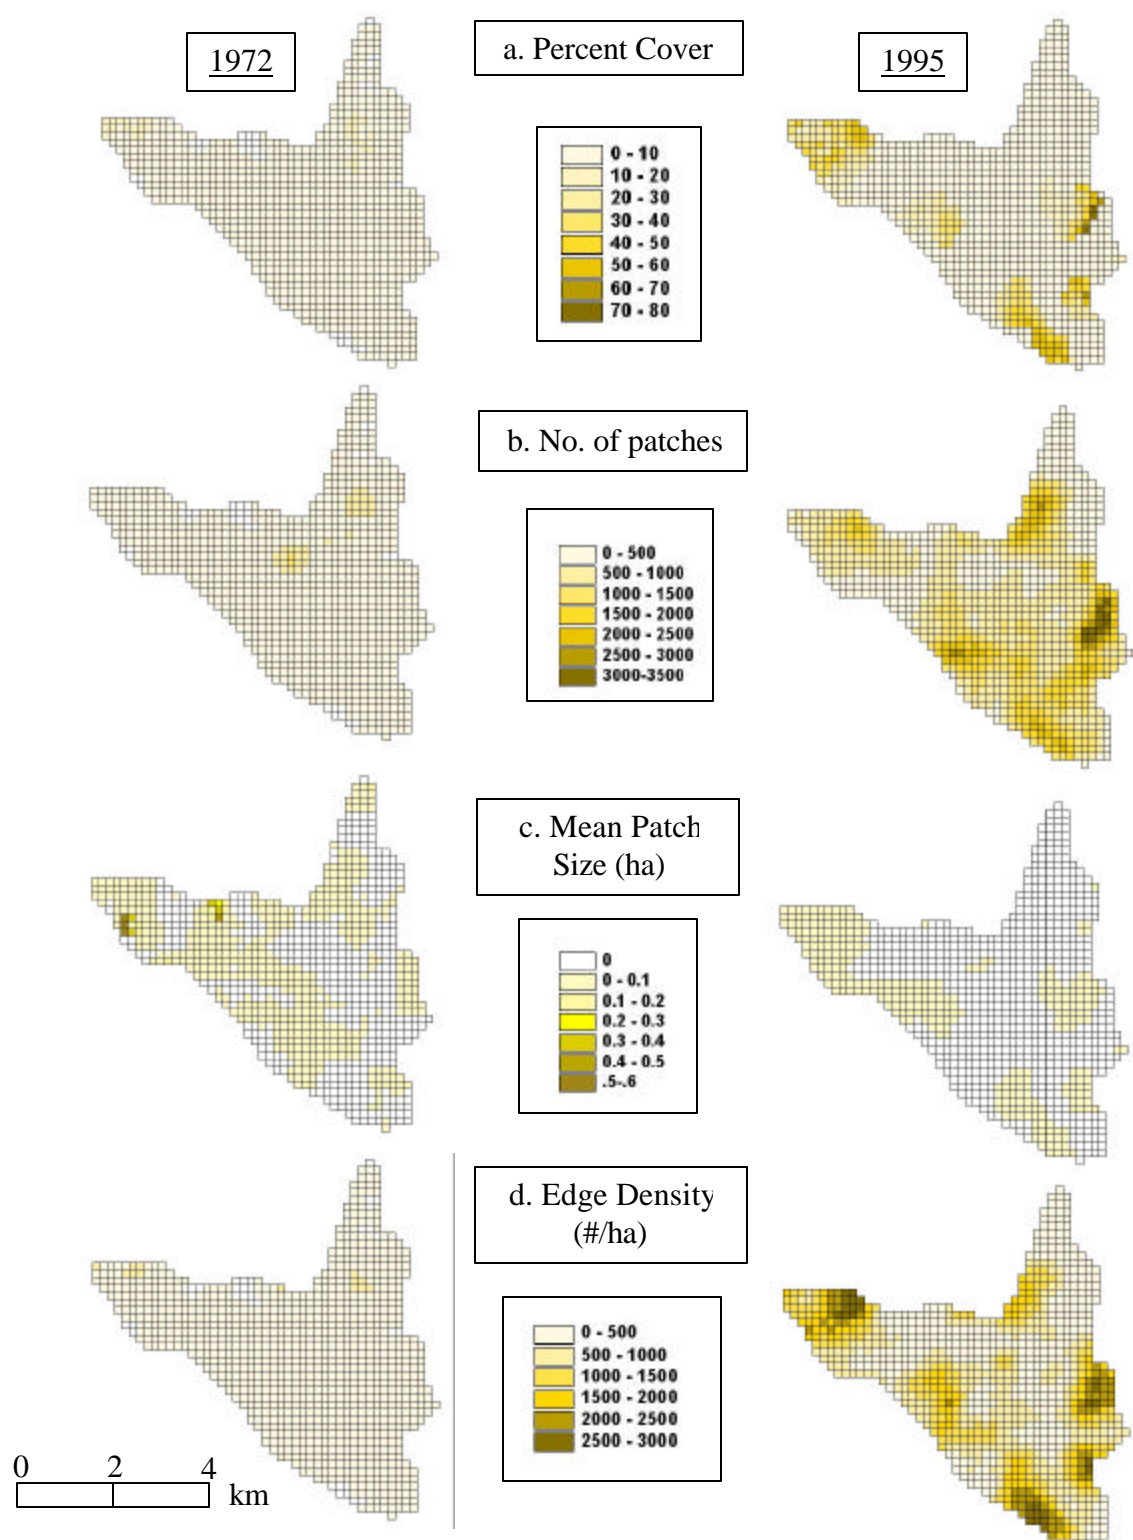 1972
a. Percent Cover
1995
0 - 10
10 - 20
20 - 30
30 - 40
40 - 50
50 - 60
60 - 70
70 - 80
b. No. of patches
0 - 500
500 - 1000
1000 - 1500
1500 - 2000
2000 - 2500
2500 - 3000
3000-3500
c. Mean Patch
Size (ha)
0
0 - 0.1
0.1 - 0.2
0.2 - 0.3
0.3 - 0.4
0.4 - 0.5
.5-.6
d. Edge Density
(#/ha)
0 - 500
500 - 1000
1000 - 1500
1500 - 2000
2000 - 2500
2500 - 3000
0 2 4
km